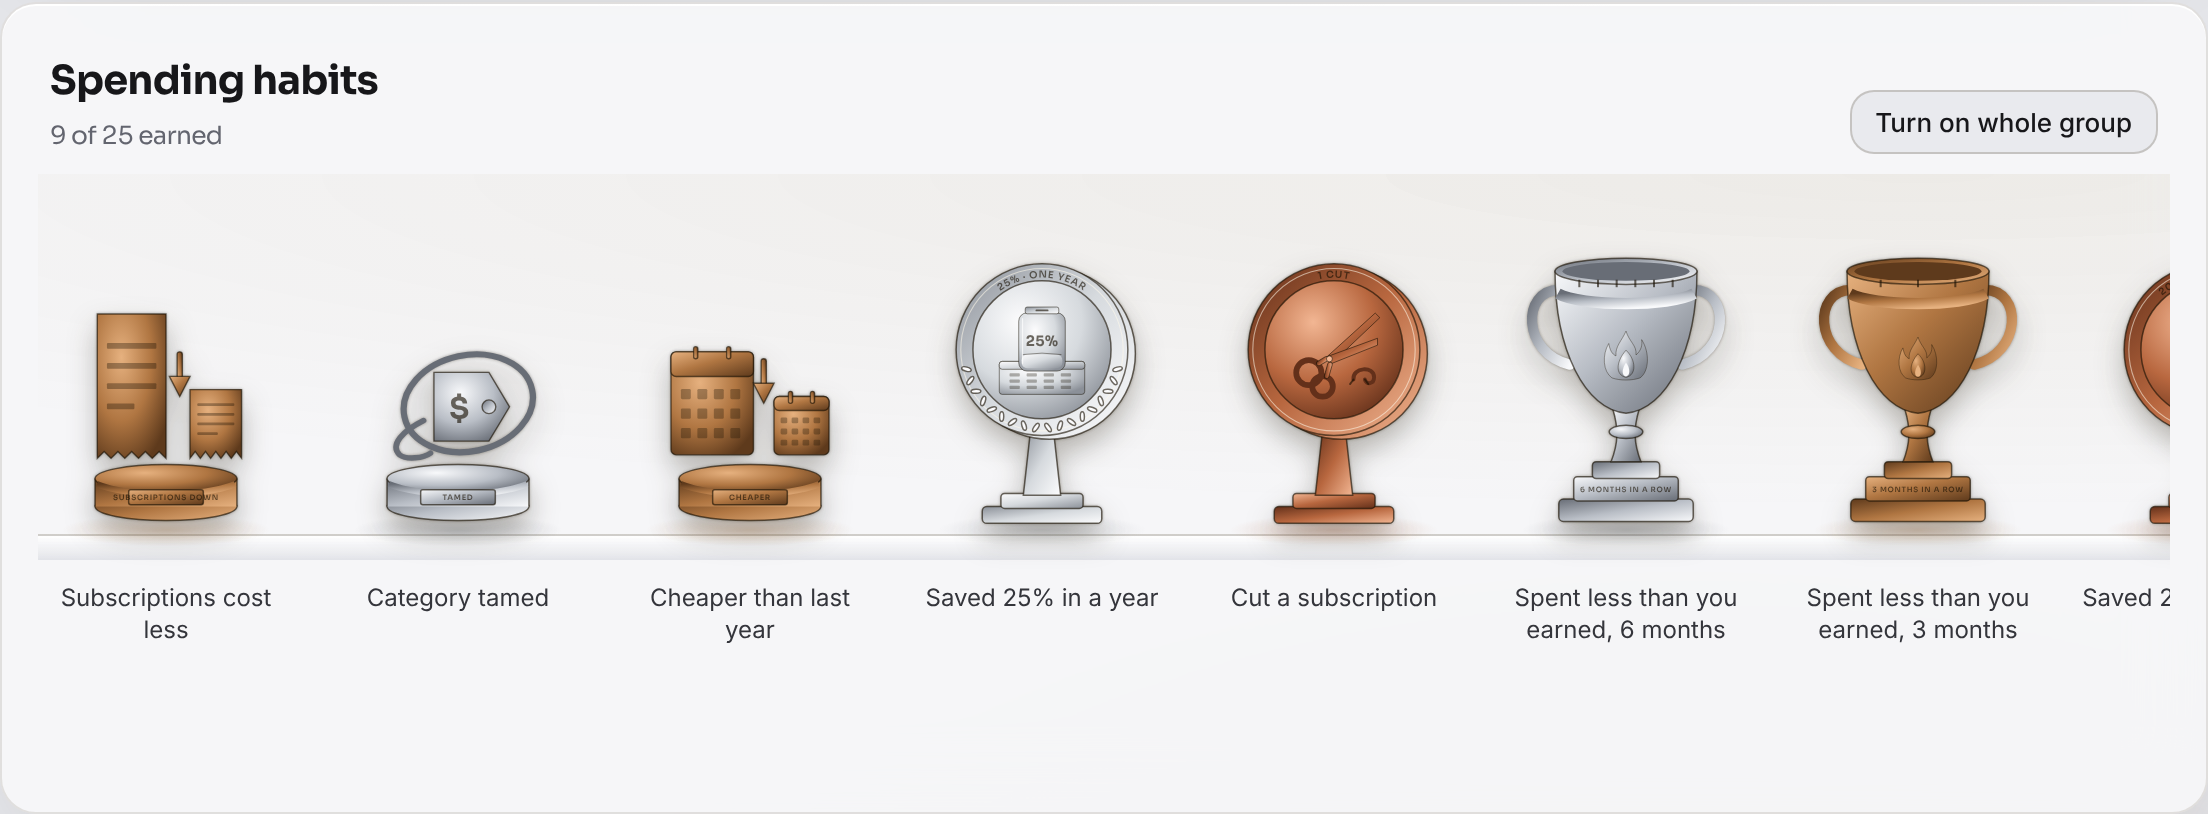 Spending habits
9 of 25 earned
Turn on whole group
SUBSCRIPTIONS DOWN
$
TAMED
CHEAPER
25% · ONE YEAR
25%
1 CUT
6 MONTHS IN A ROW
3 MONTHS IN A ROW
Subscriptions cost
less
Category tamed
Cheaper than last
year
Saved 25% in a year
Cut a subscription
Spent less than you
earned, 6 months
Spent less than you
earned, 3 months
Saved 2